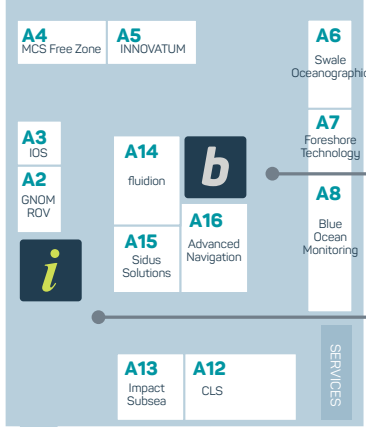 A4
MCS Free Zone
A5
INNOVATUM
A6
Swale
Oceanographic
A3
IOS
A2
GNOM
ROV
i
A14
fluidion
b
A15
Sidus
Solutions
A16
Advanced
Navigation
A7
Foreshore
Technology
A8
Blue
Ocean
Monitoring
A13
Impact
Subsea
A12
CLS
SERVICES